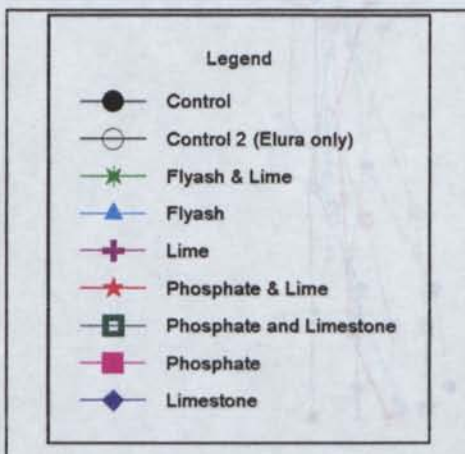 Legend
Control
Control 2 (Elura only)
Flyash & Lime
Flyash
Lime
Phosphate & Lime
Phosphate and Limestone
Phosphate
Limestone